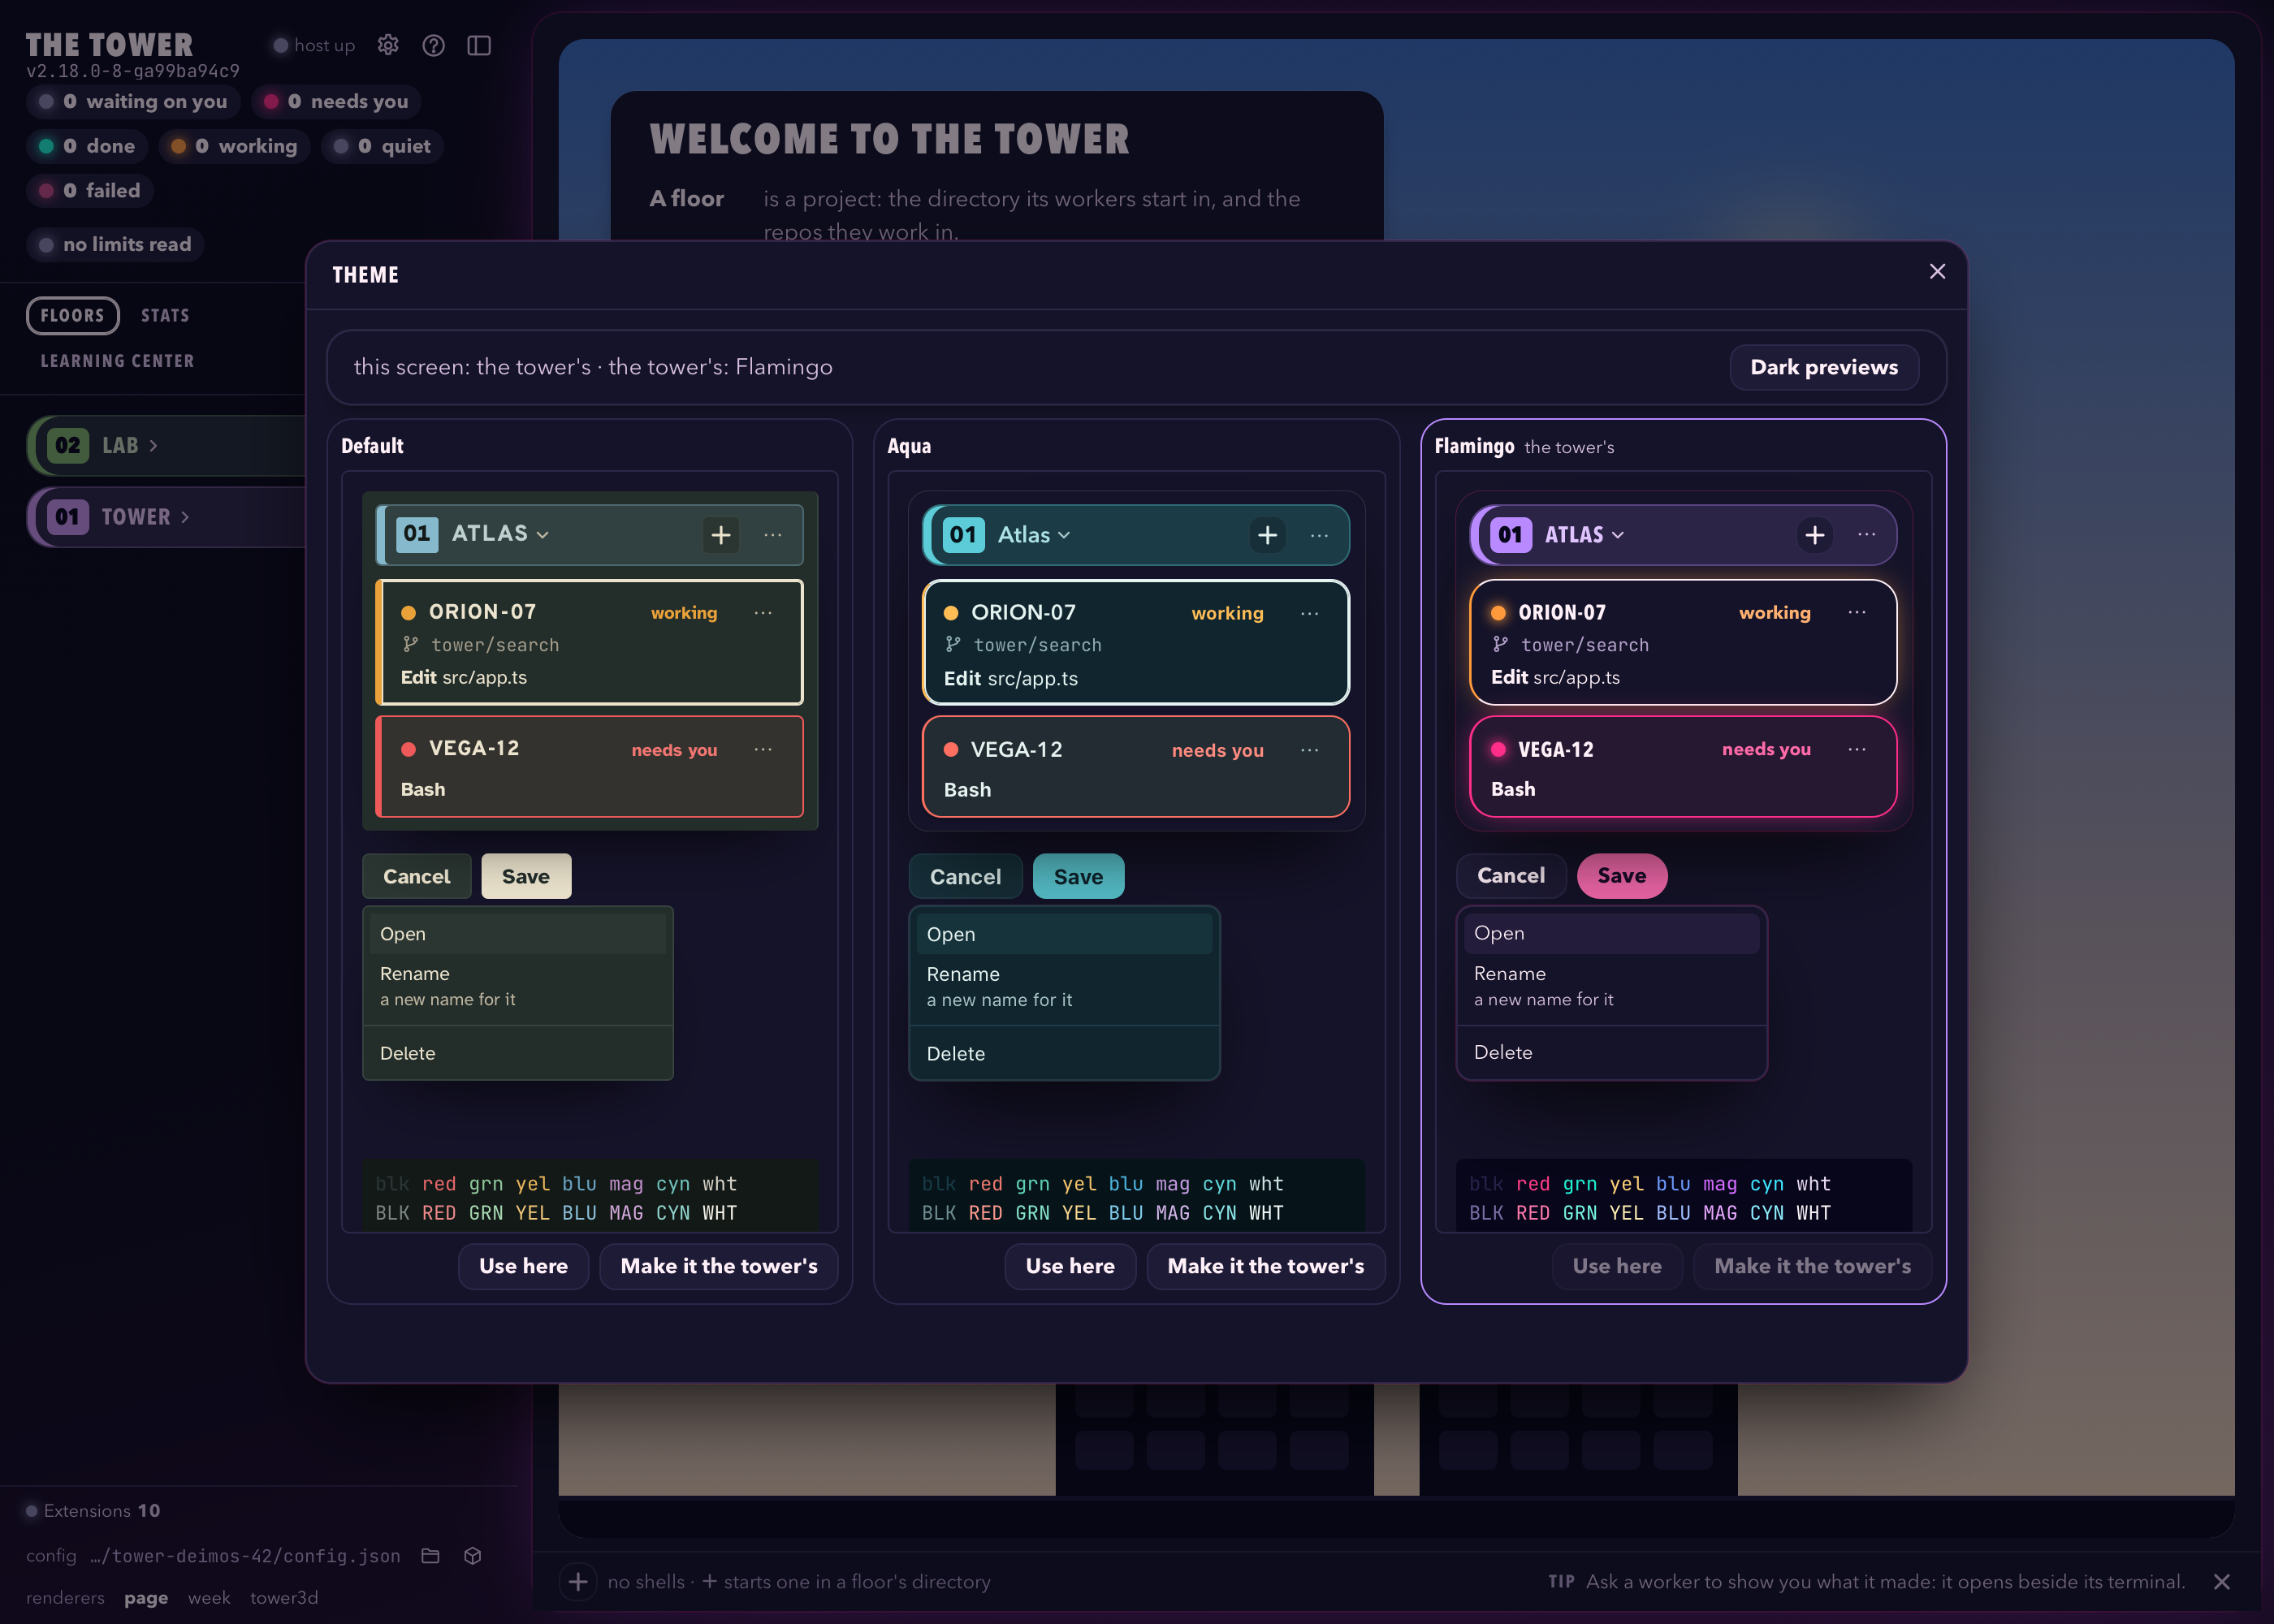 THE TOWER
host up
v2.18.0-8-ga99ba94c9
0 waiting on you
0 needs you
0 done
0 working
0 quiet
0 failed
no limits read
FLOORS
STATS
LEARNING CENTER
02 LAB
01 TOWER
Extensions 10
config …/tower-deimos-42/config.json
renderers page week tower3d
WELCOME TO THE TOWER
A floor is a project: the directory its workers start in, and the
repos they work in.
THEME
this screen: the tower's · the tower's: Flamingo
Dark previews
Default
01 ATLAS
ORION-07 working
tower/search
Edit src/app.ts
VEGA-12 needs you
Bash
Cancel
Save
Open
Rename
a new name for it
Delete
blk red grn yel blu mag cyn wht
BLK RED GRN YEL BLU MAG CYN WHT
Use here
Make it the tower's
Aqua
01 Atlas
ORION-07 working
tower/search
Edit src/app.ts
VEGA-12 needs you
Bash
Cancel
Save
Open
Rename
a new name for it
Delete
blk red grn yel blu mag cyn wht
BLK RED GRN YEL BLU MAG CYN WHT
Use here
Make it the tower's
Flamingo the tower's
01 ATLAS
ORION-07 working
tower/search
Edit src/app.ts
VEGA-12 needs you
Bash
Cancel
Save
Open
Rename
a new name for it
Delete
blk red grn yel blu mag cyn wht
BLK RED GRN YEL BLU MAG CYN WHT
Use here
Make it the tower's
no shells · + starts one in a floor's directory
TIP Ask a worker to show you what it made: it opens beside its terminal.